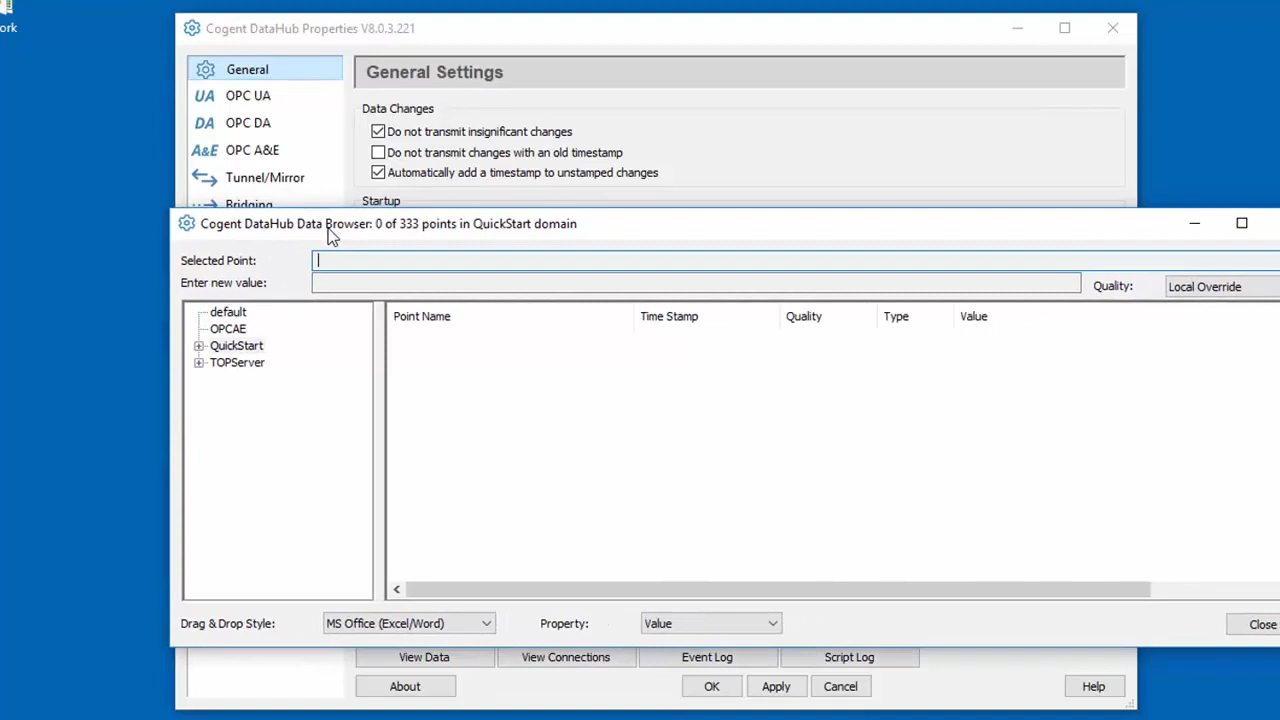 ork
Cogent DataHub Properties V8.0.3.221
General
UA OPC UA
DA OPC DA
A&E OPC A&E
Tunnel/Mirror
Bridging
General Settings
Data Changes
Do not transmit insignificant changes
Do not transmit changes with an old timestamp
Automatically add a timestamp to unstamped changes
Startup
Cogent DataHub Data Browser: 0 of 333 points in QuickStart domain
Selected Point:
Enter new value:
Quality: Local Override
default
OPCAE
QuickStart
TOPServer
Point Name Time Stamp Quality Type Value
Drag & Drop Style: MS Office (Excel/Word) Property: Value Close
View Data View Connections Event Log Script Log
About OK Apply Cancel Help